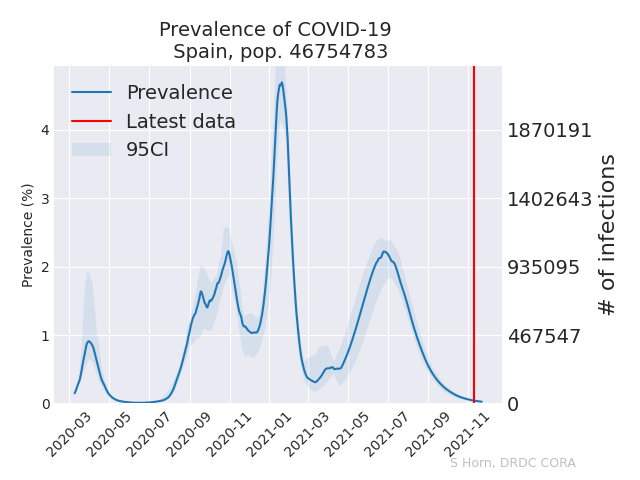 Prevalence of COVID-19
Spain, pop. 46754783
Prevalence
Latest data
95CI
Prevalence (%)
4
3
2
1
0
1870191
1402643
935095
467547
0
# of infections
2020-03
2020-05
2020-07
2020-09
2020-11
2021-01
2021-03
2021-05
2021-07
2021-09
2021-11
S Horn, DRDC CORA